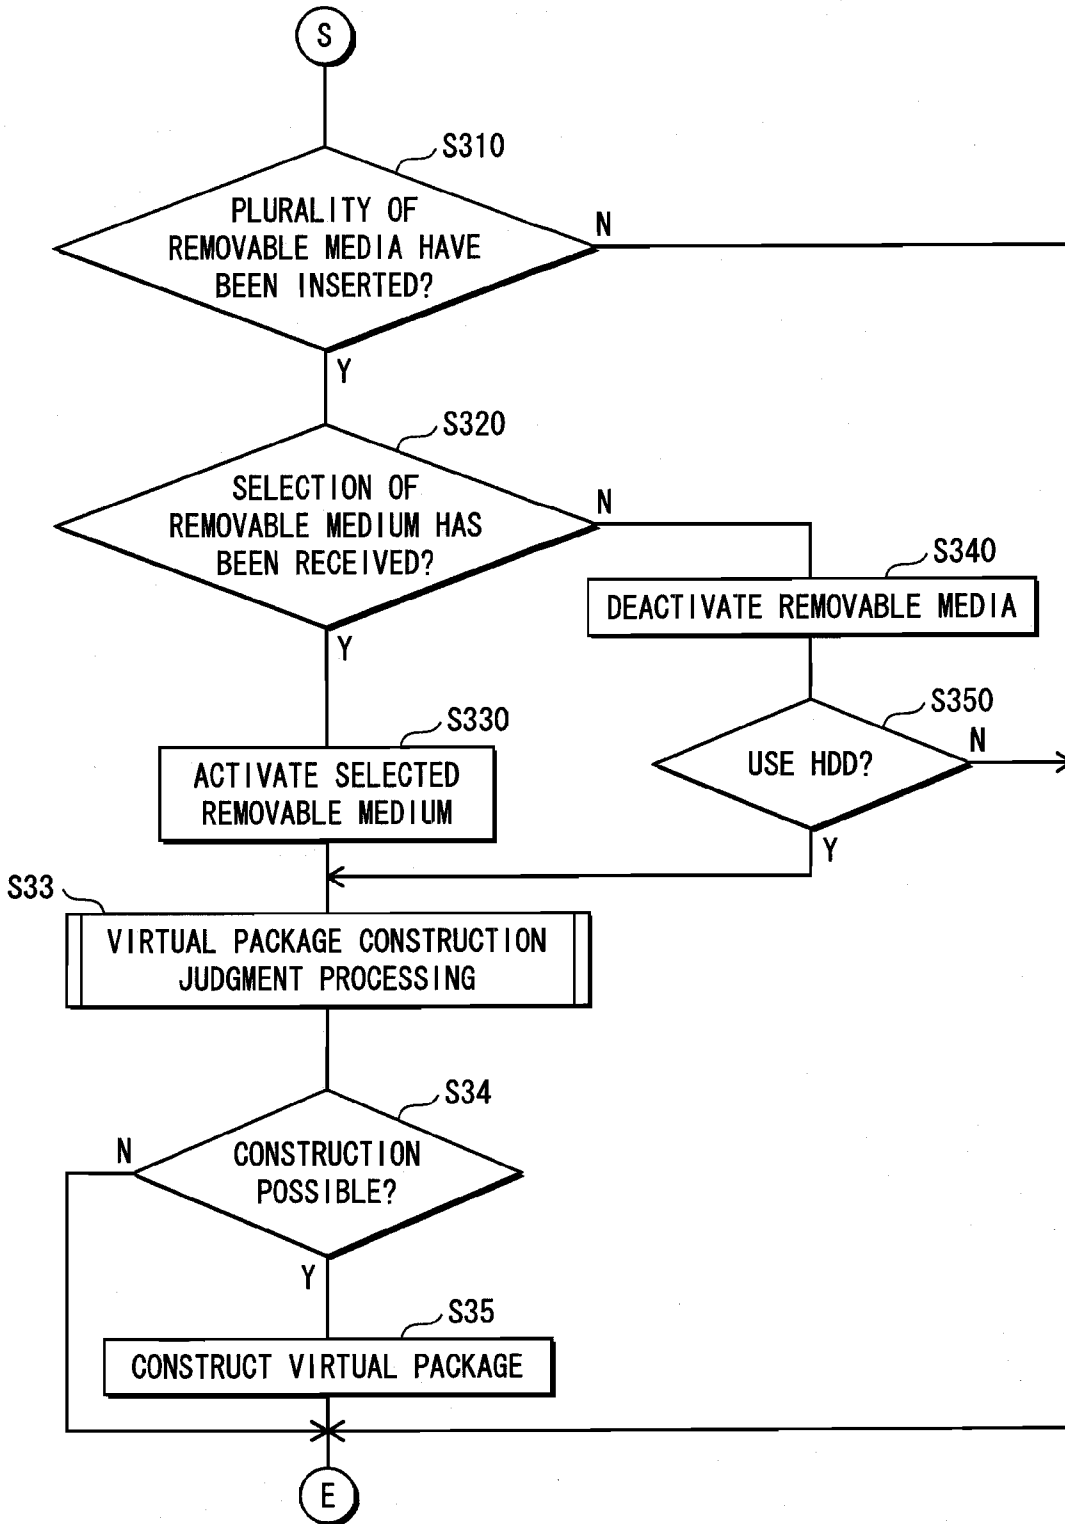 S
S310
PLURALITY OF
REMOVABLE MEDIA HAVE
BEEN INSERTED?
N
Y
S320
SELECTION OF
REMOVABLE MEDIUM HAS
BEEN RECEIVED?
N
Y
S340
DEACTIVATE REMOVABLE MEDIA
S350
USE HDD?
N
Y
S330
ACTIVATE SELECTED
REMOVABLE MEDIUM
S33
VIRTUAL PACKAGE CONSTRUCTION
JUDGMENT PROCESSING
S34
CONSTRUCTION
POSSIBLE?
N
Y
S35
CONSTRUCT VIRTUAL PACKAGE
E